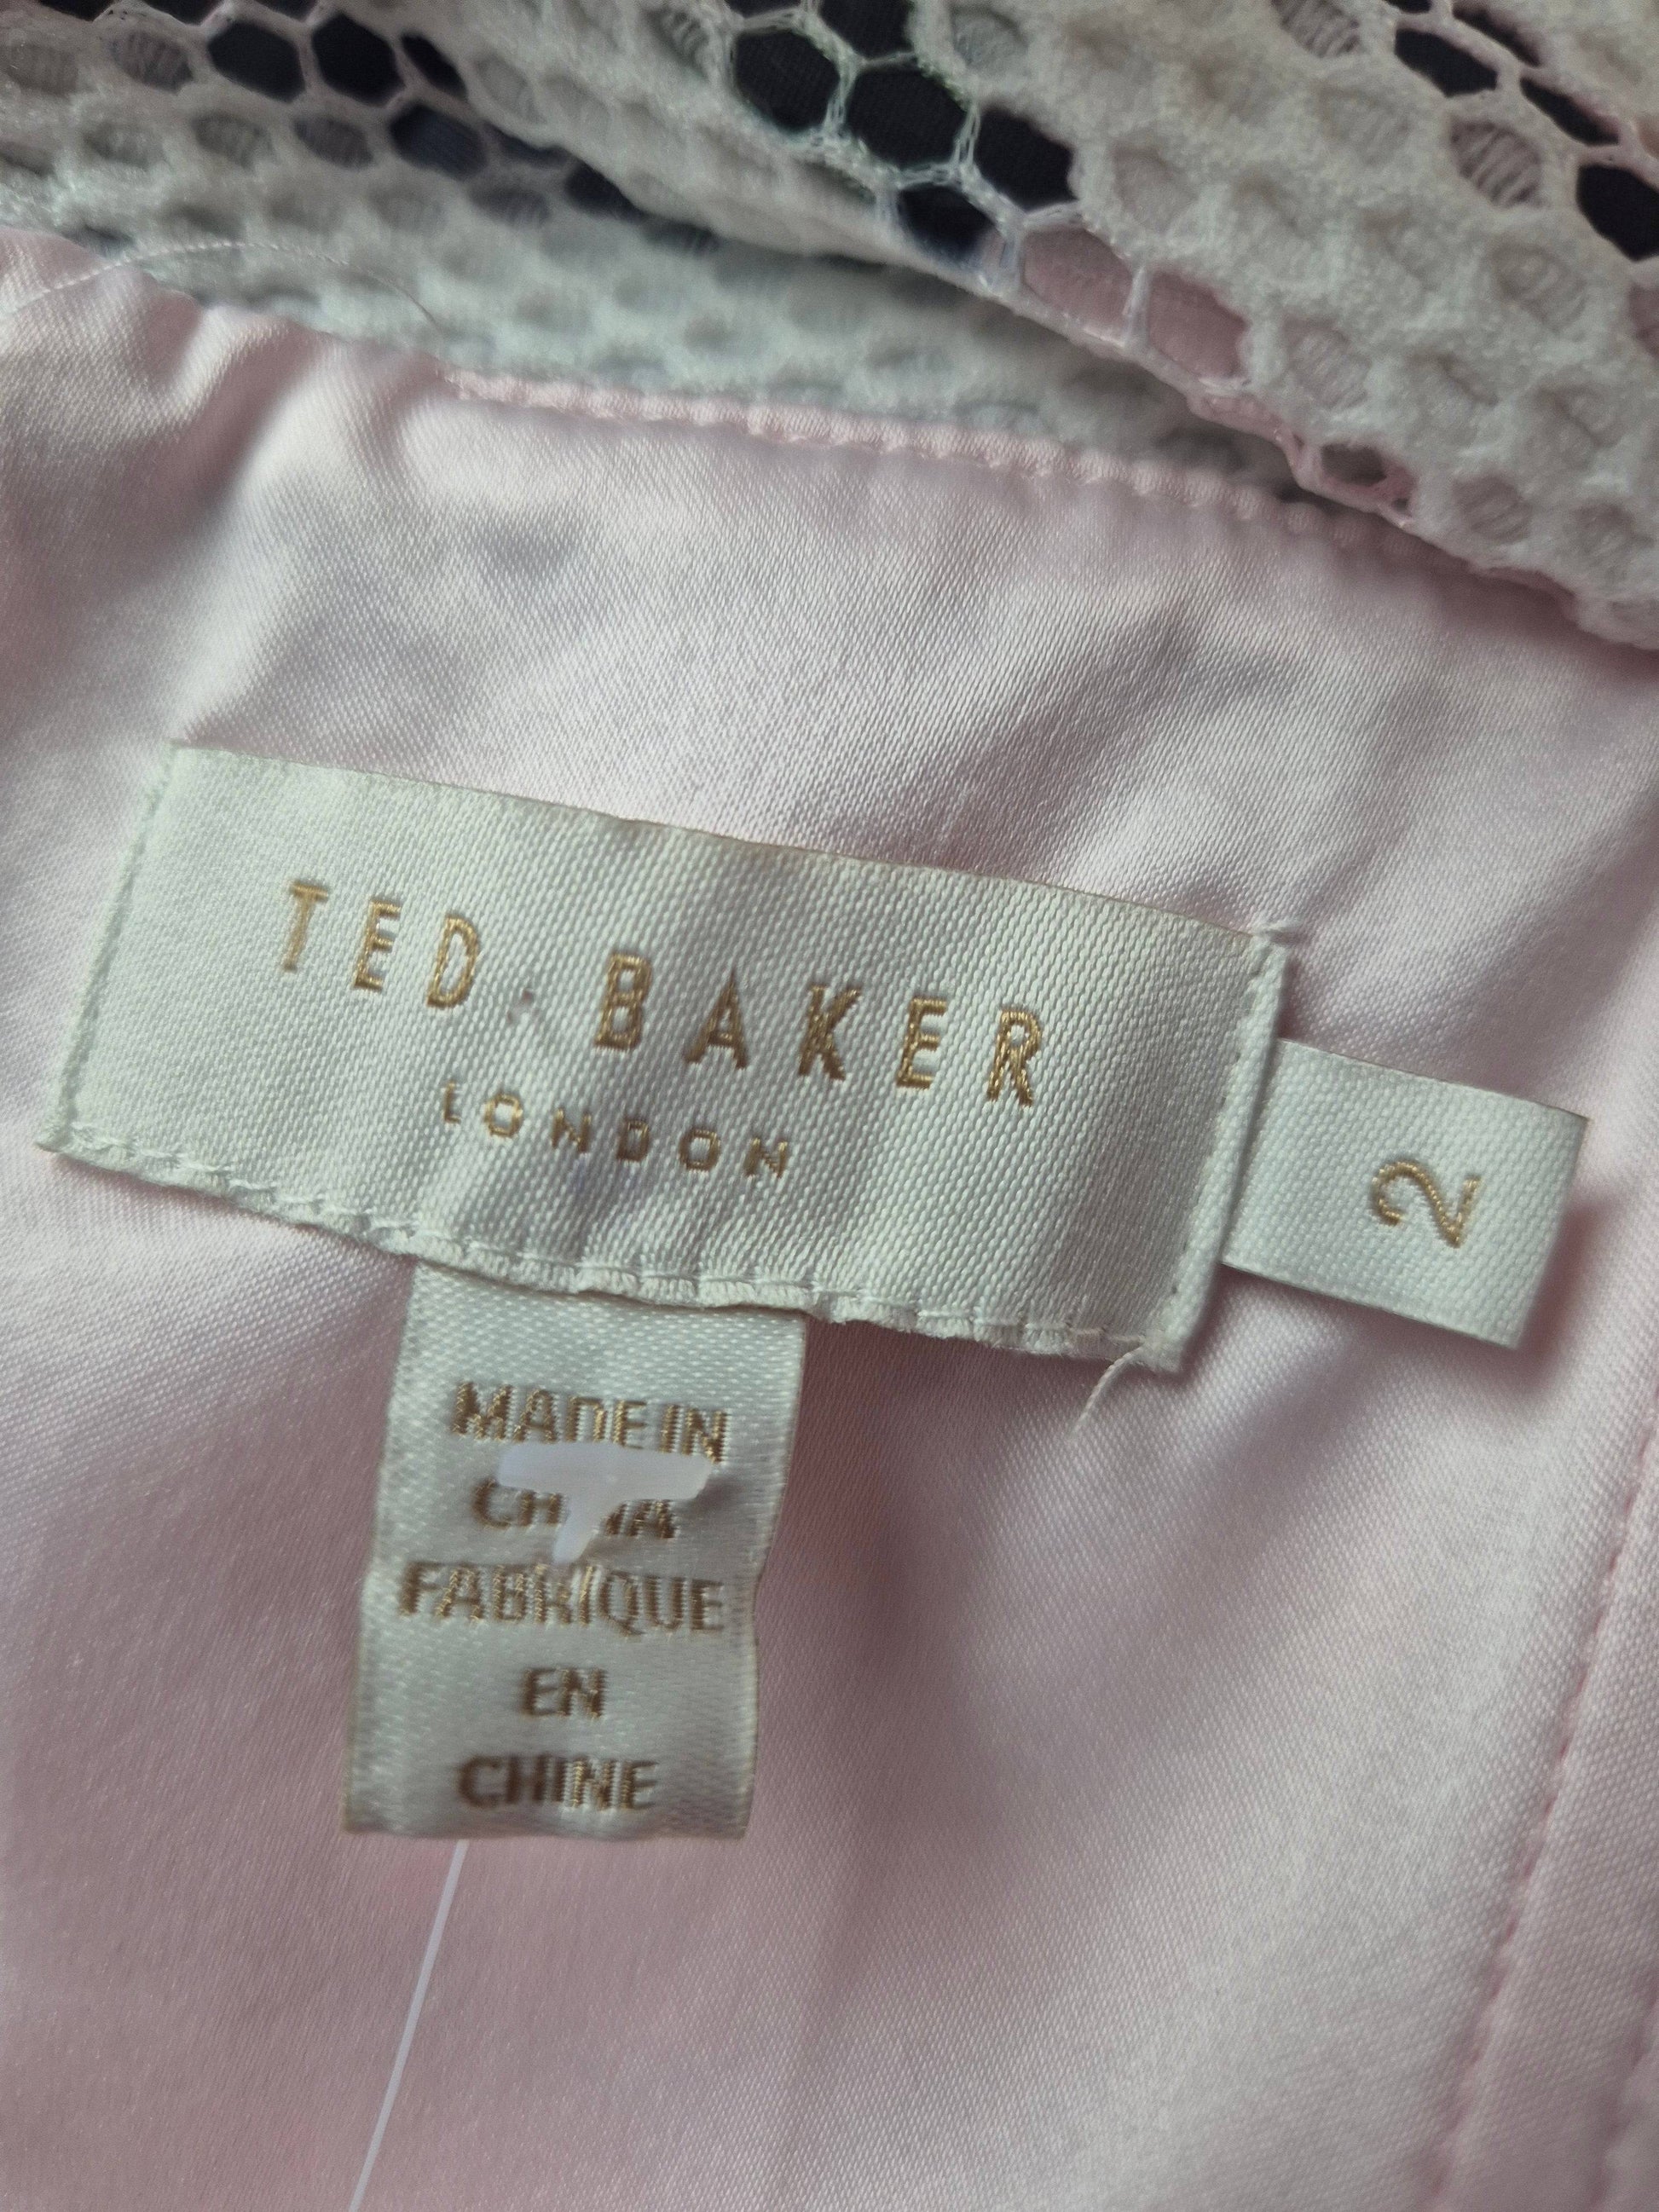 TED BAKER
LONDON
2
MADE IN
CHINA
FABRIQUE
EN
CHINE